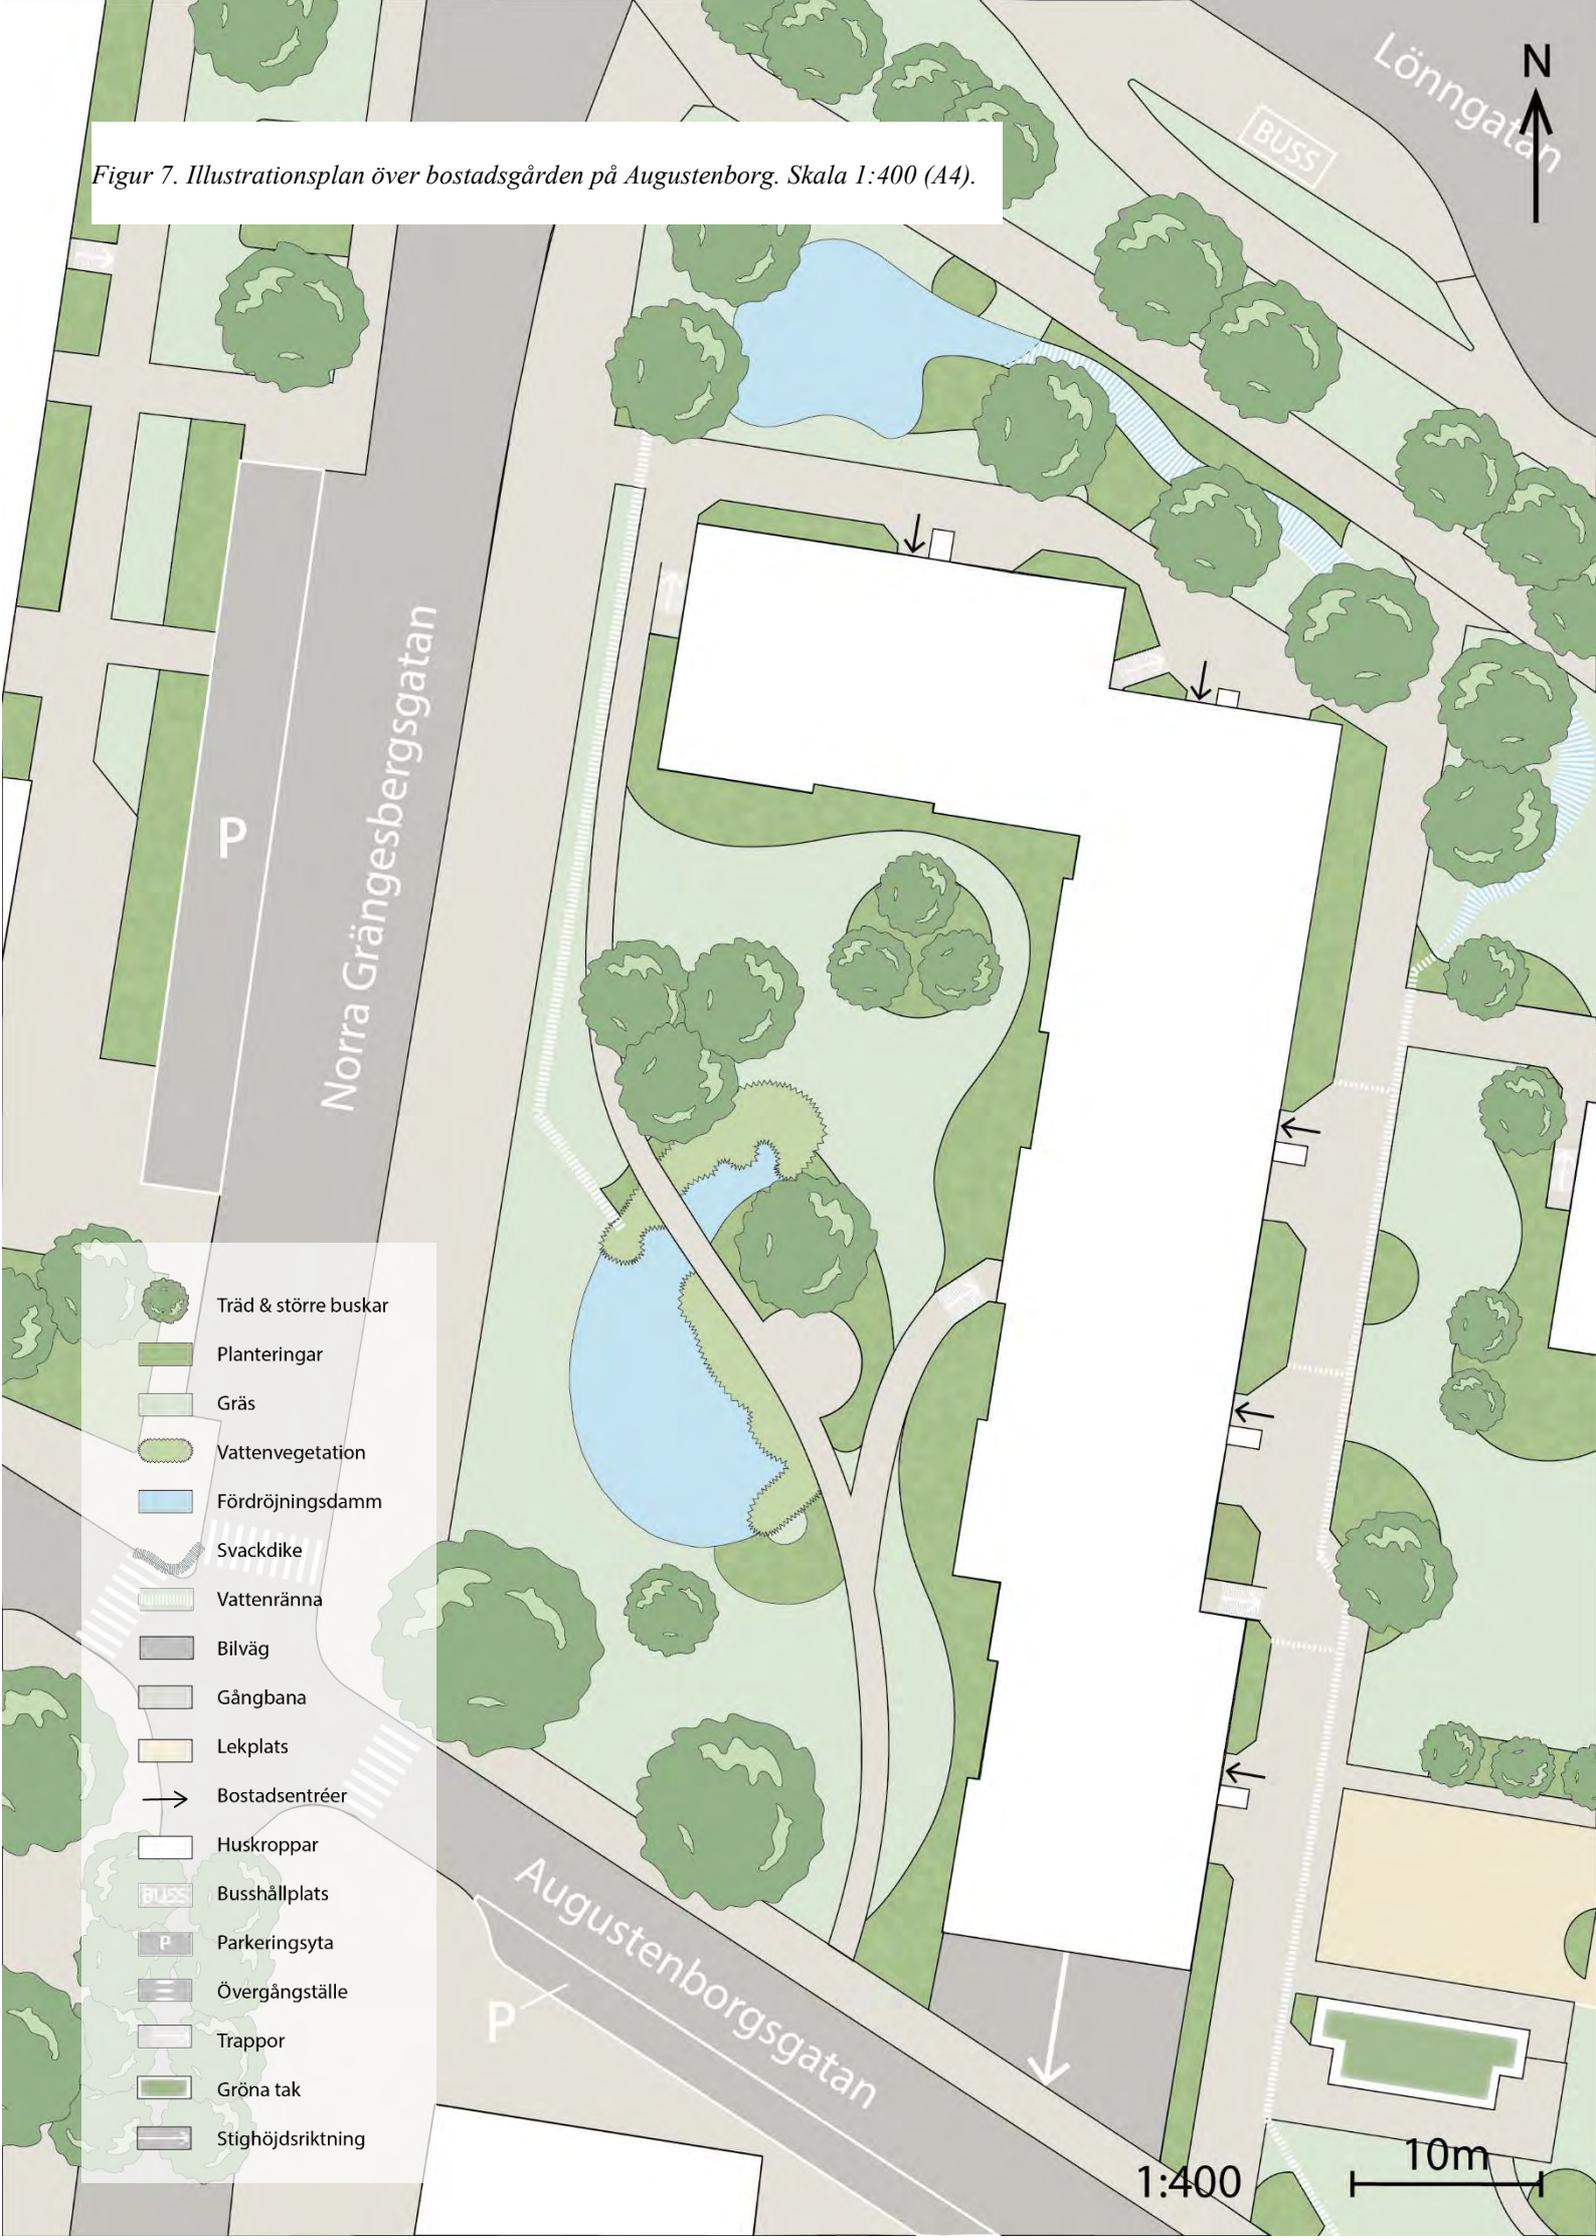 Lönngatan
N
BUSS
Figur 7. Illustrationsplan över bostadsgården på Augustenborg. Skala 1:400 (A4).
P
Norra Grängesbergsgatan
Träd & större buskar
Planteringar
Gräs
Vattenvegetation
Fördröjningsdamm
Svackdike
Vattenränna
Bilväg
Gångbana
Lekplats
Bostadsentréer
Huskroppar
BUSS Busshållplats
P Parkeringsyta
Övergångställe
Trappor
Gröna tak
Stighöjdsriktning
Augustenborgsgatan
P
1:400
10m